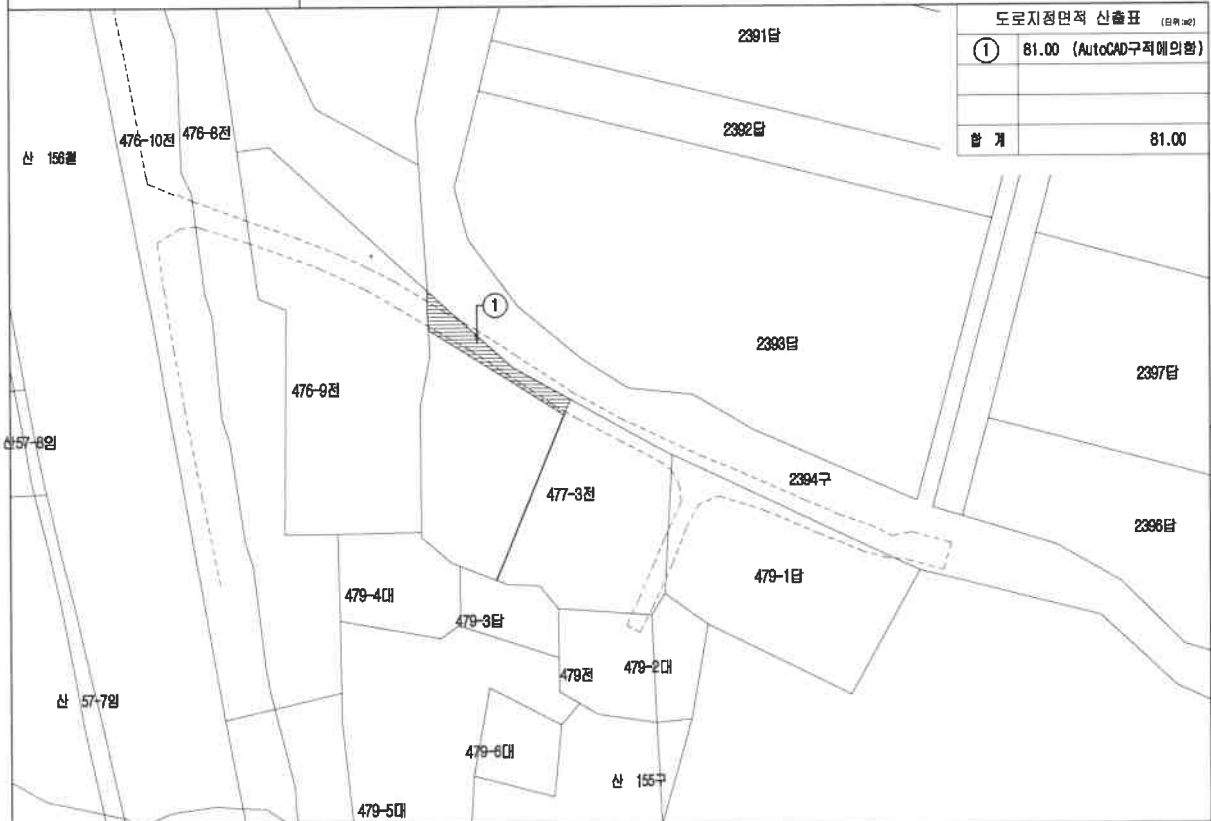 도로지정면적 산출표 (단위:m2)
① 81.00 (AutoCAD구적에의함)
합 계 81.00
2391답
2392답
476-10전
476-8전
산 156
①
2393답
2397답
476-9전
산57-8임
477-3전
2394구
2396답
479-1답
479-4대
479-3답
479전
479-2대
산 57-7임
479-6대
산 155구
479-5대